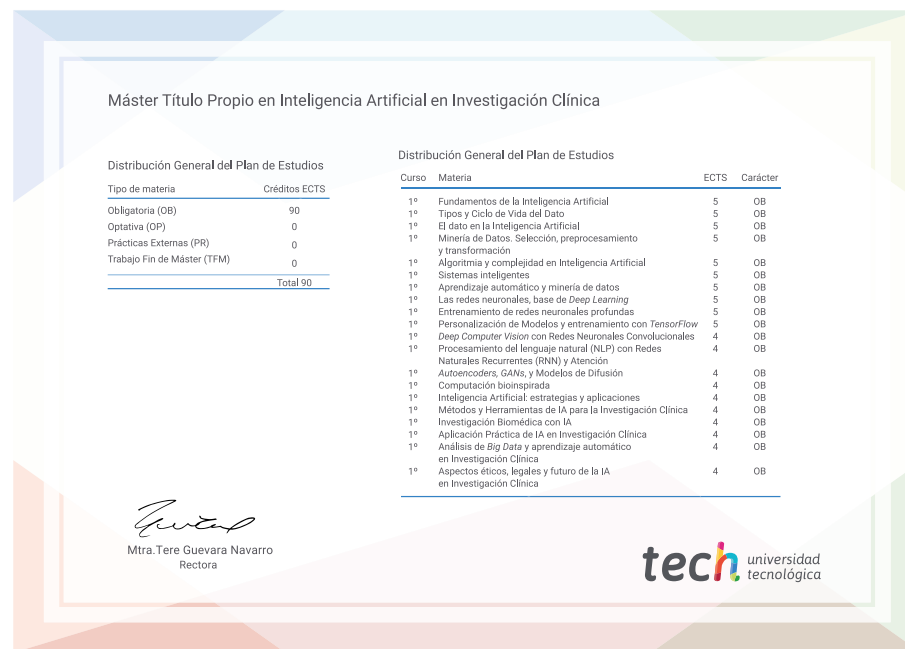 Máster Título Propio en Inteligencia Artificial en Investigación Clínica
Distribución General del Plan de Estudios
Tipo de materia Créditos ECTS
Obligatoria (OB) 90
Optativa (OP) 0
Prácticas Externas (PR) 0
Trabajo Fin de Máster (TFM) 0
Total 90
Distribución General del Plan de Estudios
Curso Materia ECTS Carácter
1º Fundamentos de la Inteligencia Artificial 5 OB
1º Tipos y Ciclo de Vida del Dato 5 OB
1º El dato en la Inteligencia Artificial 5 OB
1º Minería de Datos. Selección, preprocesamiento 5 OB
y transformación
1º Algoritmia y complejidad en Inteligencia Artificial 5 OB
1º Sistemas inteligentes 5 OB
1º Aprendizaje automático y minería de datos 5 OB
1º Las redes neuronales, base de Deep Learning 5 OB
1º Entrenamiento de redes neuronales profundas 5 OB
1º Personalización de Modelos y entrenamiento con TensorFlow 5 OB
1º Deep Computer Vision con Redes Neuronales Convolucionales 4 OB
1º Procesamiento del lenguaje natural (NLP) con Redes 4 OB
Naturales Recurrentes (RNN) y Atención
1º Autoencoders, GANs, y Modelos de Difusión 4 OB
1º Computación bioinspirada 4 OB
1º Inteligencia Artificial: estrategias y aplicaciones 4 OB
1º Métodos y Herramientas de IA para la Investigación Clínica 4 OB
1º Investigación Biomédica con IA 4 OB
1º Aplicación Práctica de IA en Investigación Clínica 4 OB
1º Análisis de Big Data y aprendizaje automático 4 OB
en Investigación Clínica
1º Aspectos éticos, legales y futuro de la IA 4 OB
en Investigación Clínica
Mtra.Tere Guevara Navarro
Rectora
tech universidad
tecnológica